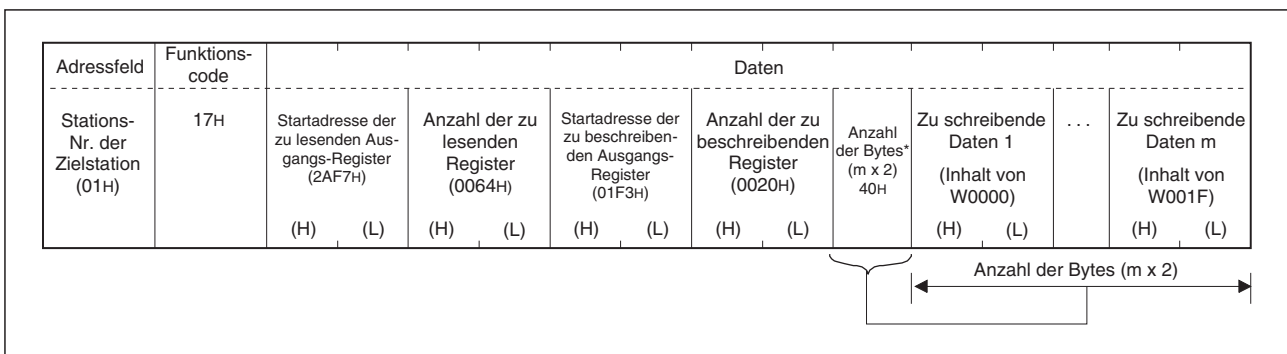 Adressfeld
Funktions-
code
Daten
Stations-
Nr. der
Zielstation
(01H)
17H
Startadresse der
zu lesenden Aus-
gangs-Register
(2AF7H)
(H) (L)
Anzahl der zu
lesenden
Register
(0064H)
(H) (L)
Startadresse der
zu beschreiben-
den Ausgangs-
Register
(01F3H)
(H) (L)
Anzahl der zu
beschreibenden
Register
(0020H)
(H) (L)
Anzahl
der Bytes*
(m x 2)
40H
Zu schreibende
Daten 1
(Inhalt von
W0000)
(H) (L)
. . .
Zu schreibende
Daten m
(Inhalt von
W001F)
(H) (L)
Anzahl der Bytes (m x 2)